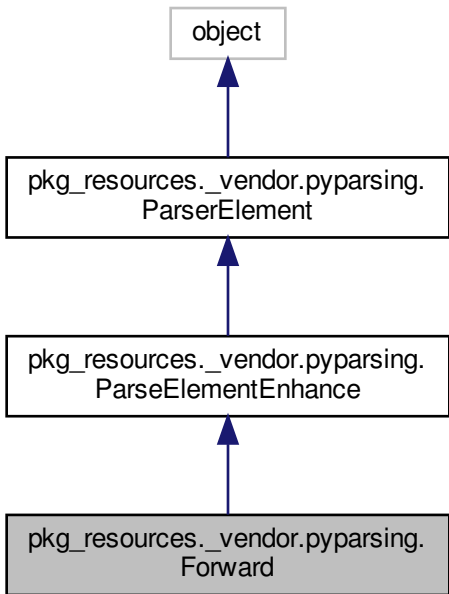 object
pkg_resources._vendor.pyparsing.
ParserElement
pkg_resources._vendor.pyparsing.
ParseElementEnhance
pkg_resources._vendor.pyparsing.
Forward